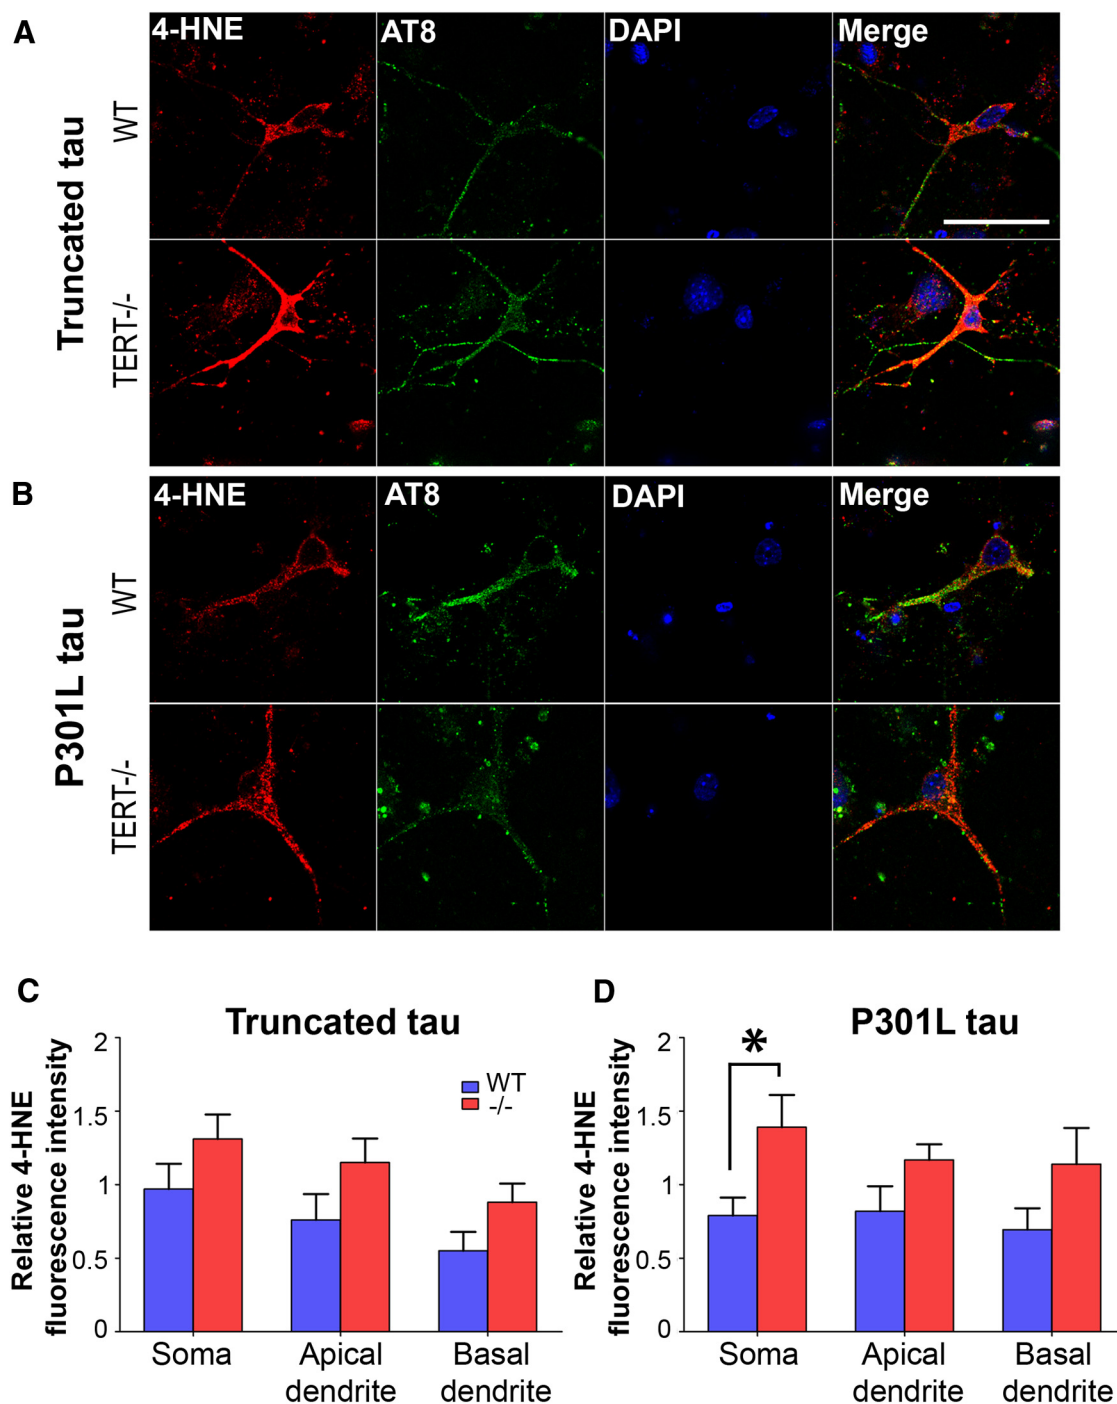 A
4-HNE
AT8
DAPI
Merge
Truncated tau
WT
TERT-/-
B
4-HNE
AT8
DAPI
Merge
P301L tau
WT
TERT-/-
C
Truncated tau
Relative 4-HNE
fluorescence intensity
2
1.5
1
0.5
0
WT
-/-
Soma
Apical
dendrite
Basal
dendrite
D
P301L tau
Relative 4-HNE
fluorescence intensity
2
1.5
1
0.5
0
*
Soma
Apical
dendrite
Basal
dendrite